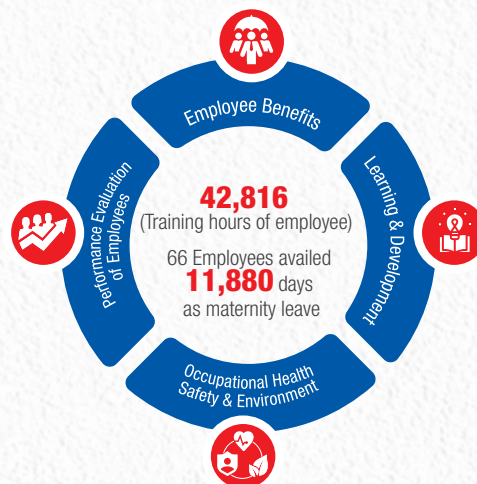 Employee Benefits
Learning & Development
Occupational Health
Safety & Environment
Performance Evaluation
of Employees
42,816
(Training hours of employee)
66 Employees availed
11,880 days
as maternity leave